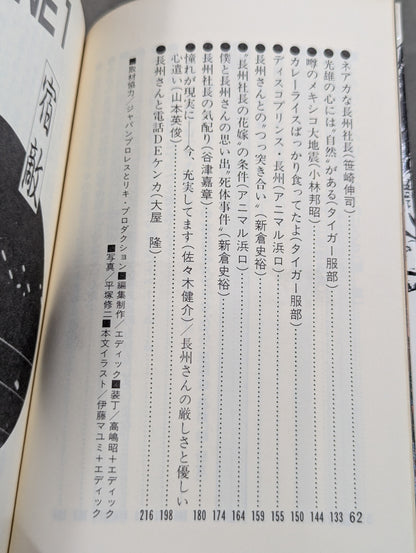 NE1
宿敵
●ネアカな長州社長(笹崎伸司)……62
●光雄の心には"自然"がある(タイガー服部)……133
●噂のメキシコ大地震(小林邦昭)……144
●カレーライスばっかり食ってたよ(タイガー服部)……150
●ディスコプリンス・長州(アニマル浜口)……155
●長州さんとの"つっ突き合い"(新倉史裕)……159
●"長州社長の花嫁"の条件(アニマル浜口)……164
●僕と長州さんの思い出"死体事件"(新倉史裕)……174
●長州社長の気配り(谷津嘉章)……180
●憧れが現実に――今、充実してます(佐々木健介)/長州さんの厳しさと優しい
心遣い(山本英俊)……198
●長州さんと電話DEケンカ(大屋 隆)……216
■取材協力/ジャパンプロレスとリキ・プロダクション■編集制作/エディック■装丁/高嶋昭+エディック
■写真/平塚修二■本文イラスト/伊藤マユミ+エディック